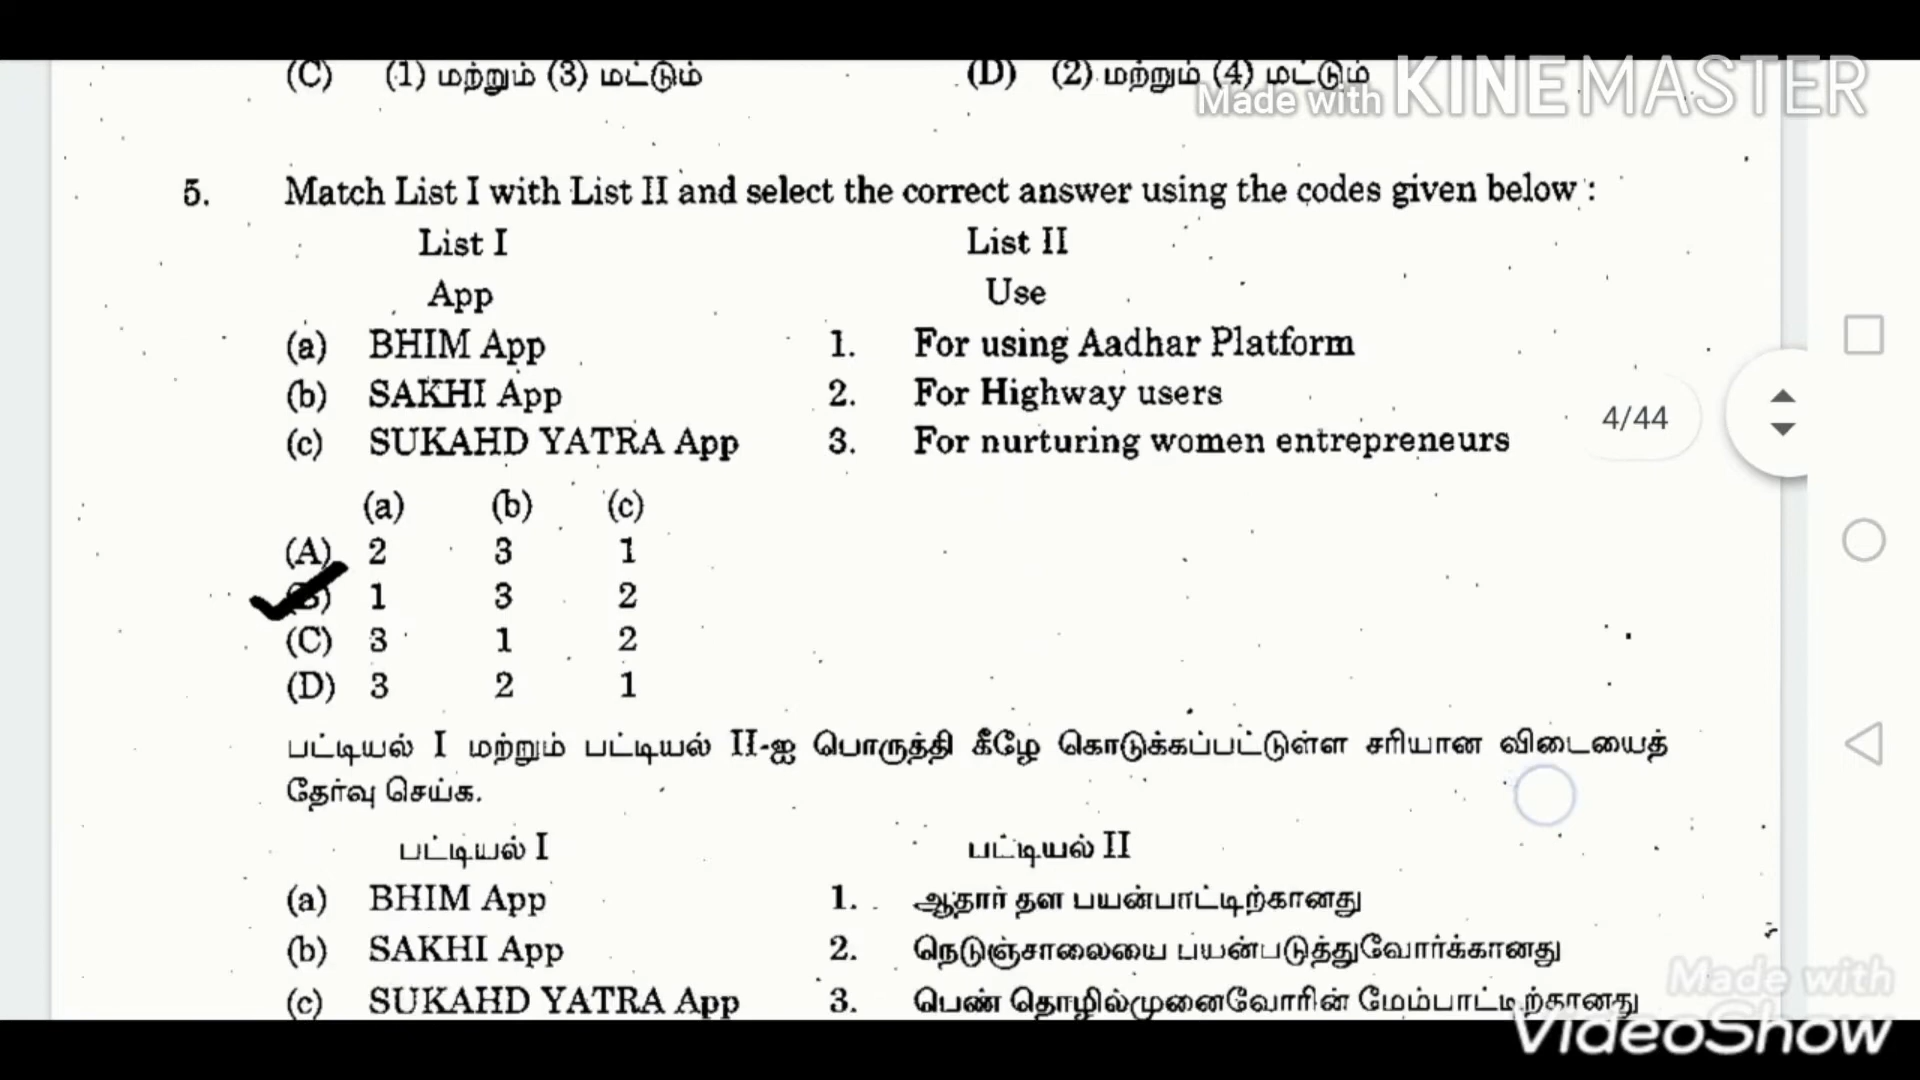 (C) (1) மற்றும் (3) மட்டும் (D) (2) மற்றும் (4) மட்டும்
Made with KINEMASTER
5. Match List I with List II and select the correct answer using the codes given below :
List I List II
App Use
(a) BHIM App 1. For using Aadhar Platform
(b) SAKHI App 2. For Highway users
4/44
(c) SUKAHD YATRA App 3. For nurturing women entrepreneurs
(a) (b) (c)
(A) 2 3 1
(B) 1 3 2
(C) 3 1 2
(D) 3 2 1
பட்டியல் I மற்றும் பட்டியல் II-ஐ பொருத்தி கீழே கொடுக்கப்பட்டுள்ள சரியான விடையைத்
தேர்வு செய்க.
பட்டியல் I பட்டியல் II
(a) BHIM App 1. ஆதார் தள பயன்பாட்டிற்கானது
(b) SAKHI App 2. நெடுஞ்சாலையை பயன்படுத்துவோர்க்கானது
(c) SUKAHD YATRA App 3. பெண் தொழில்முனைவோரின் மேம்பாட்டிற்கானது
Made with
VideoShow